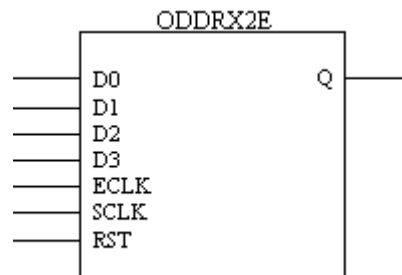 ODDRX2E
D0 Q
D1
D2
D3
ECLK
SCLK
RST